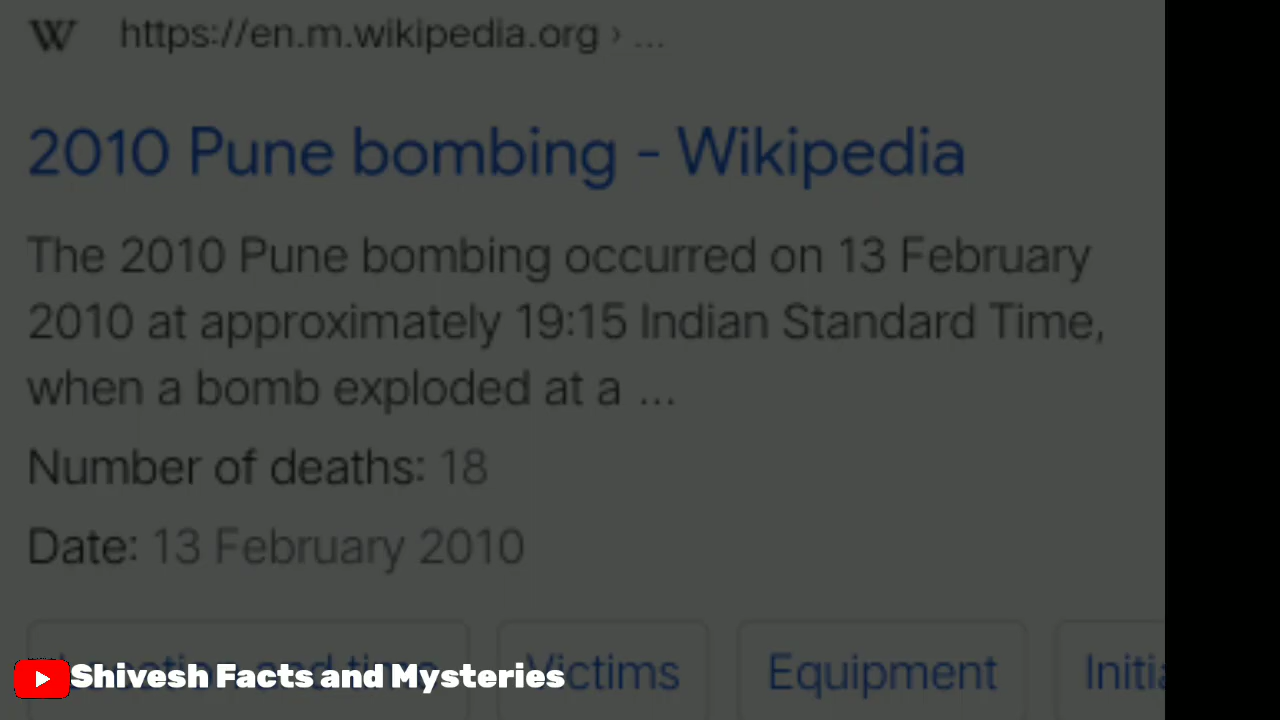 W https://en.m.wikipedia.org › ...
2010 Pune bombing - Wikipedia
The 2010 Pune bombing occurred on 13 February
2010 at approximately 19:15 Indian Standard Time,
when a bomb exploded at a ...
Number of deaths: 18
Date: 13 February 2010
Victims
Equipment
Initia
Shivesh Facts and Mysteries